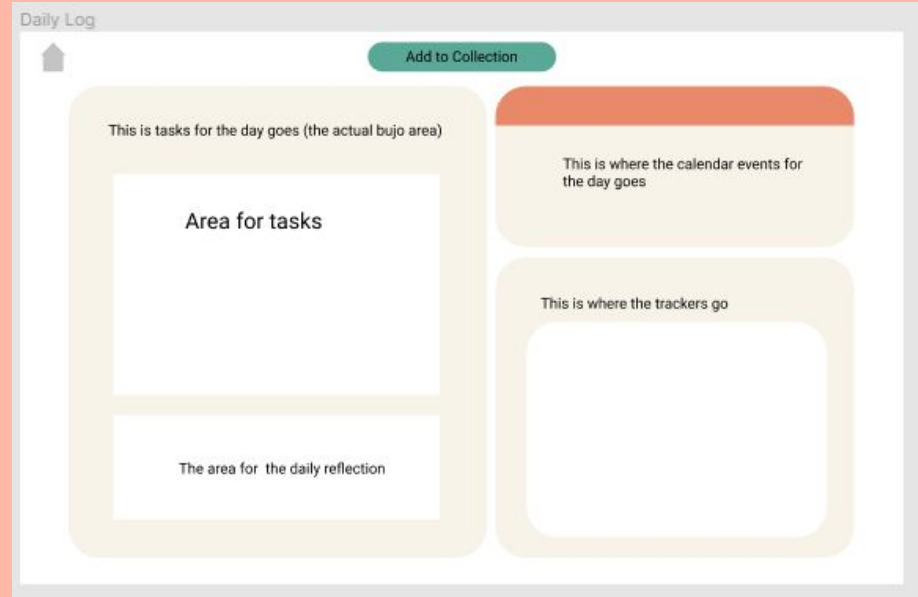 Daily Log
Add to Collection
This is tasks for the day goes (the actual bujo area)
Area for tasks
The area for the daily reflection
This is where the calendar events for
the day goes
This is where the trackers go